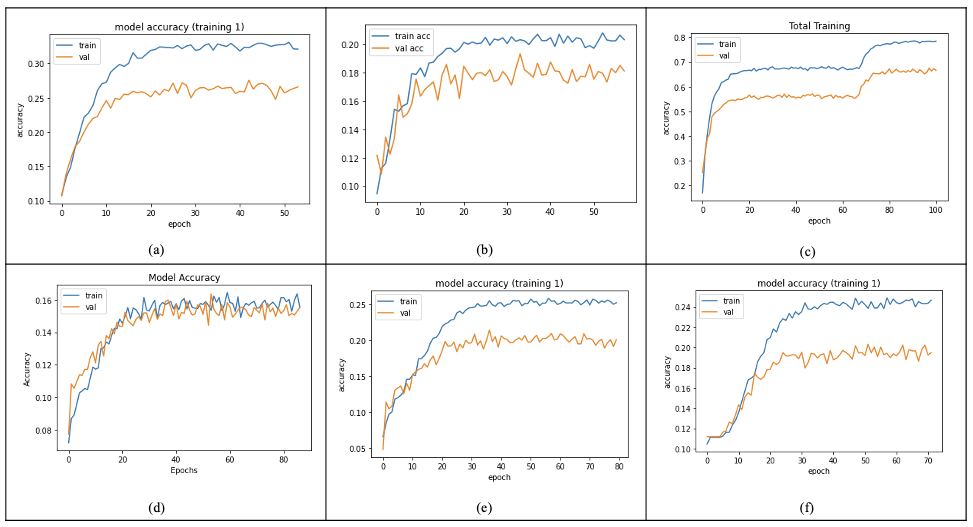 model accuracy (training 1)
train
val
accuracy
0.30
0.25
0.20
0.15
0.10
0 10 20 30 40 50
epoch
(a)
train acc
val acc
0.20
0.18
0.16
0.14
0.12
0.10
0 10 20 30 40 50
epoch
(b)
Total Training
train
val
accuracy
0.8
0.7
0.6
0.5
0.4
0.3
0.2
0 20 40 60 80 100
epoch
(c)
Model Accuracy
train
val
Accuracy
0.16
0.14
0.12
0.10
0.08
0 20 40 60 80
Epochs
(d)
model accuracy (training 1)
train
val
accuracy
0.25
0.20
0.15
0.10
0.05
0 10 20 30 40 50 60 70 80
epoch
(e)
model accuracy (training 1)
train
val
accuracy
0.24
0.22
0.20
0.18
0.16
0.14
0.12
0.10
0 10 20 30 40 50 60 70
epoch
(f)